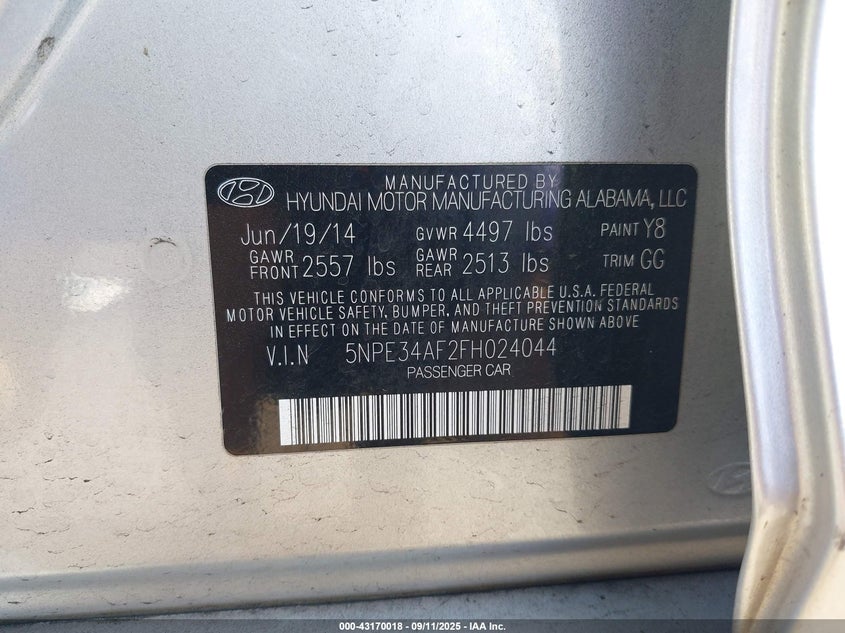 MANUFACTURED BY
HYUNDAI MOTOR MANUFACTURING ALABAMA, LLC
Jun/19/14 GVWR 4497 lbs PAINT Y8
GAWR FRONT 2557 lbs GAWR REAR 2513 lbs TRIM GG
THIS VEHICLE CONFORMS TO ALL APPLICABLE U.S.A. FEDERAL
MOTOR VEHICLE SAFETY, BUMPER, AND THEFT PREVENTION STANDARDS
IN EFFECT ON THE DATE OF MANUFACTURE SHOWN ABOVE
V.I.N 5NPE34AF2FH024044
PASSENGER CAR
000-43170018 - 09/11/2025 - IAA Inc.